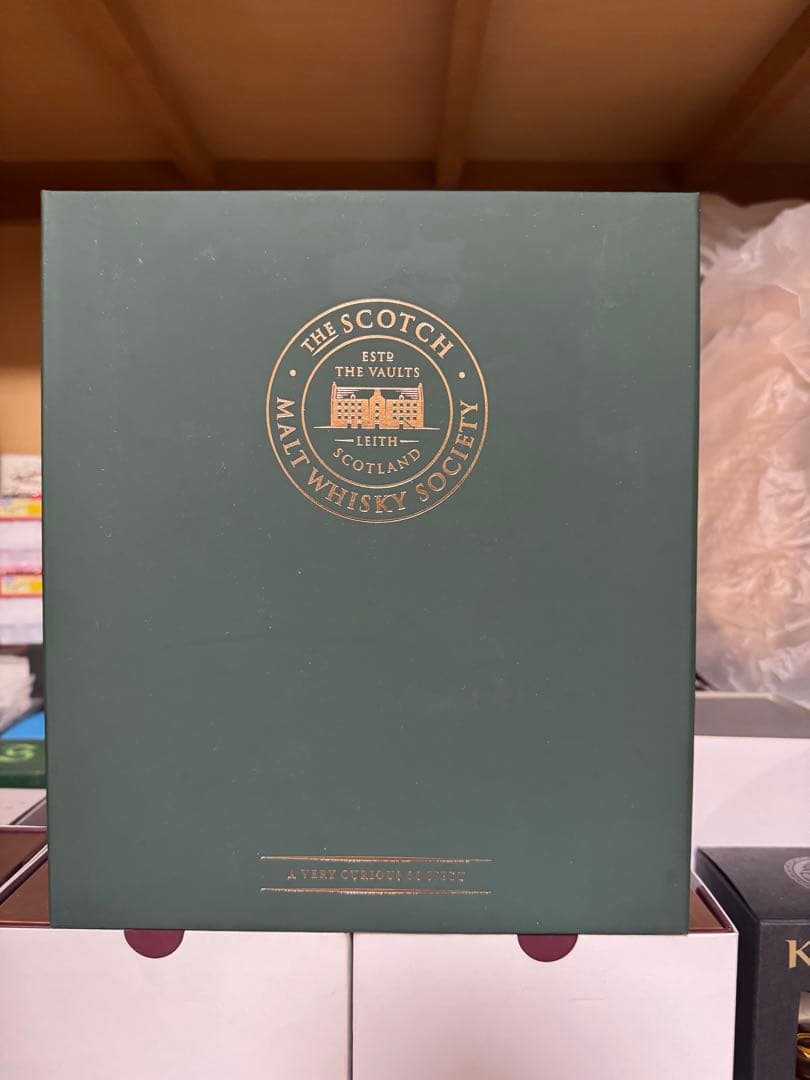 THE SCOTCH
MALT WHISKY SOCIETY
ESTD
THE VAULTS
LEITH
SCOTLAND
A VERY CURIOUS SOCIETY
K